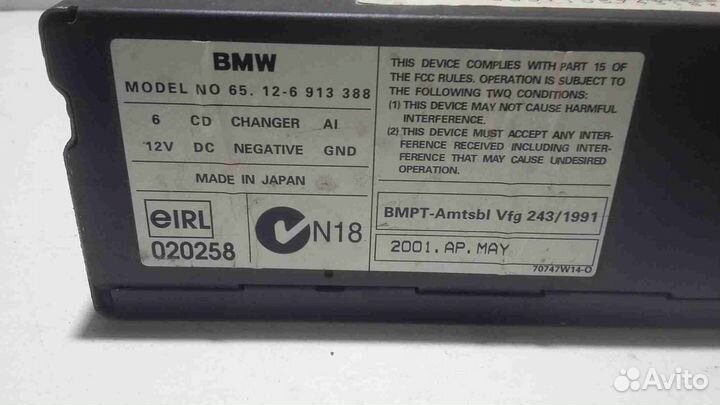 BMW
MODEL NO 65. 12-6 913 388
6 CD CHANGER AI
12V DC NEGATIVE GND
MADE IN JAPAN
eIRL
020258
N18
THIS DEVICE COMPLIES WITH PART 15 OF
THE FCC RULES. OPERATION IS SUBJECT TO
THE FOLLOWING TWO CONDITIONS:
(1) THIS DEVICE MAY NOT CAUSE HARMFUL
INTERFERENCE.
(2) THIS DEVICE MUST ACCEPT ANY INTER-
FERENCE RECEIVED INCLUDING INTER-
FERENCE THAT MAY CAUSE UNDESIRED
OPERATION.
BMPT-Amtsbl Vfg 243/1991
2001.AP.MAY
70747W14-O
Avito